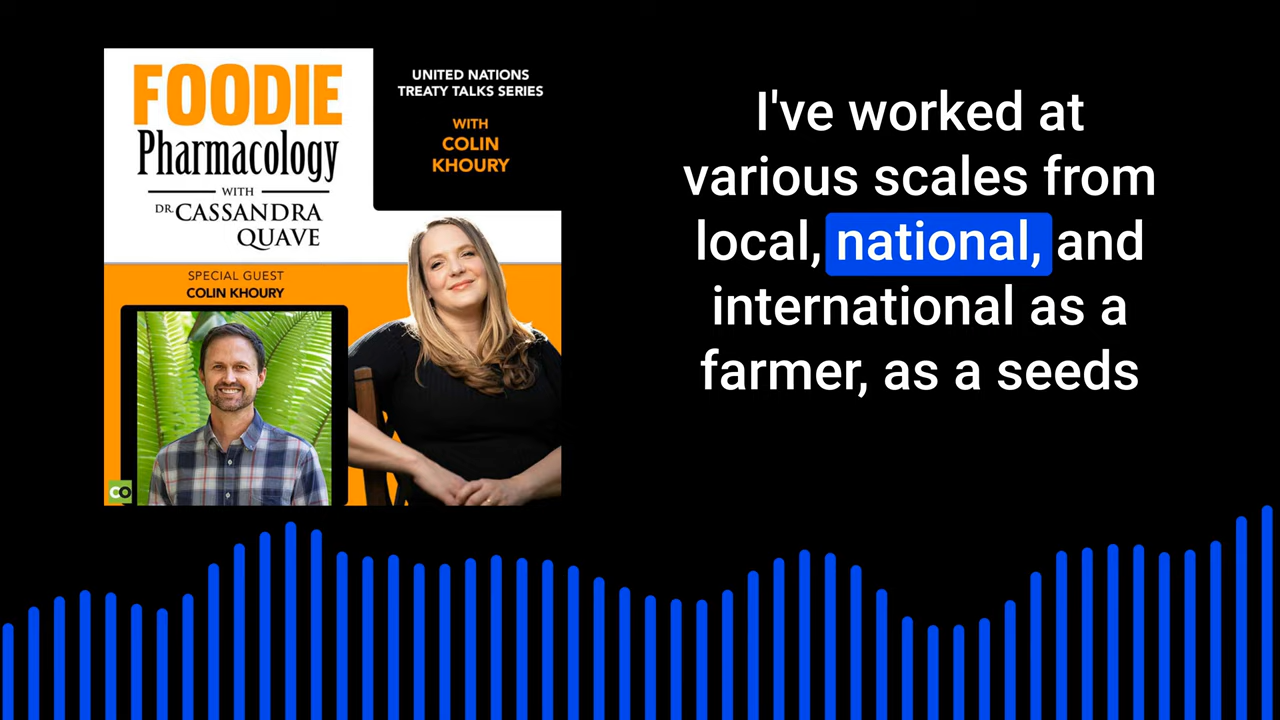 FOODIE
Pharmacology
WITH
DR. CASSANDRA
QUAVE
UNITED NATIONS
TREATY TALKS SERIES
WITH
COLIN
KHOURY
SPECIAL GUEST
COLIN KHOURY
CO
I've worked at
various scales from
local, national, and
international as a
farmer, as a seeds